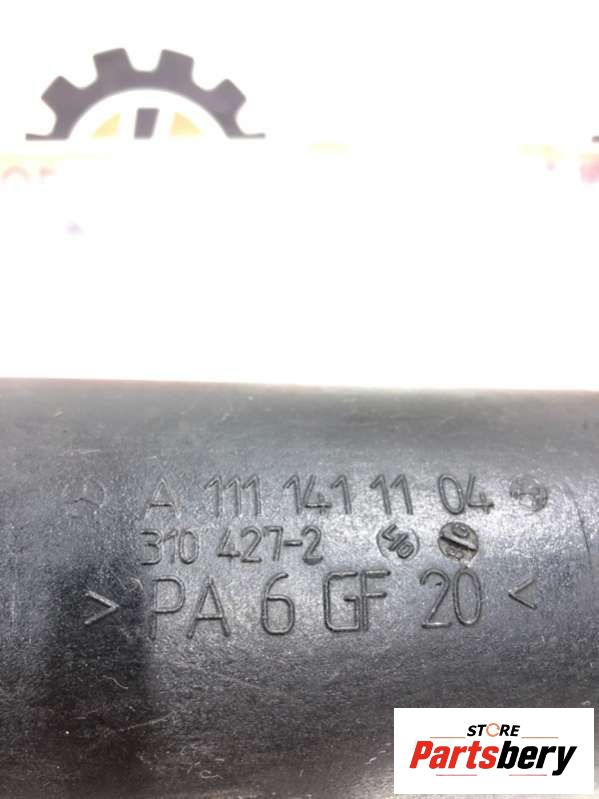 A 111 141 11 04
310 427-2
> PA 6 GF 20 <
STORE
Partsbery